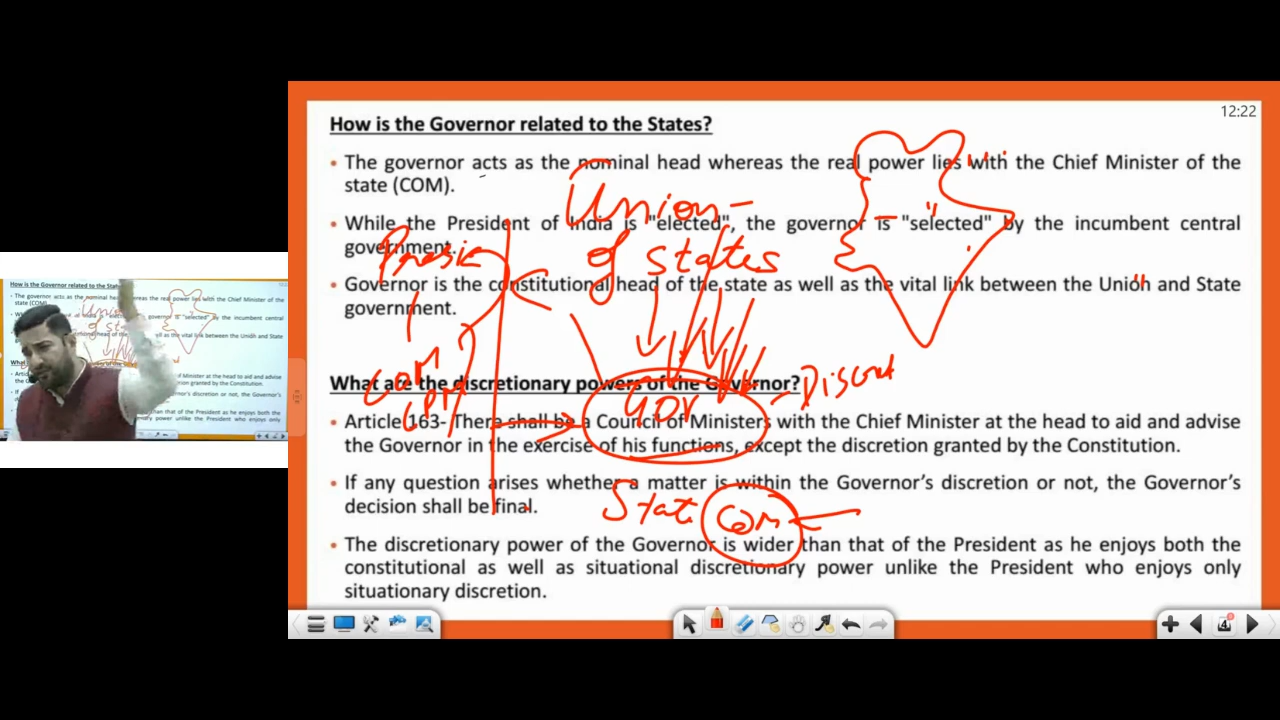 12:22
How is the Governor related to the States?
• The governor acts as the nominal head whereas the real power lies with the Chief Minister of the
state (COM).
Union
• While the President of India is "elected", the governor is "selected" by the incumbent central
government.
of states
• Governor is the constitutional head of the state as well as the vital link between the Union and State
government.
COM
What are the discretionary powers of the Governor?
Gov
• Article 163- There shall be a Council of Ministers with the Chief Minister at the head to aid and advise
the Governor in the exercise of his functions, except the discretion granted by the Constitution.
• If any question arises whether a matter is within the Governor's discretion or not, the Governor's
decision shall be final.
State COM
• The discretionary power of the Governor is wider than that of the President as he enjoys both the
constitutional as well as situational discretionary power unlike the President who enjoys only
situationary discretion.